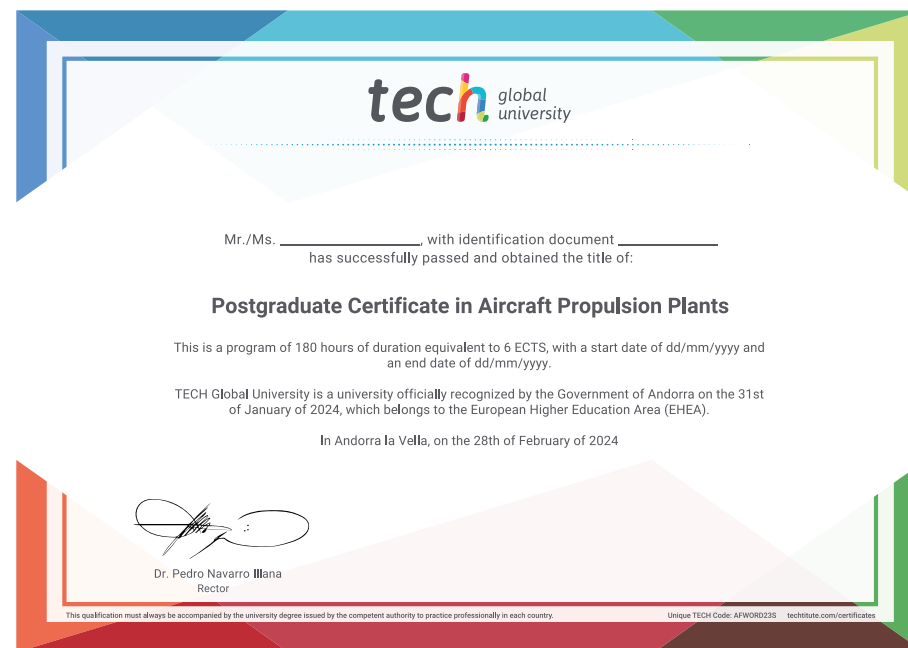 tech global university
Mr./Ms. ____________, with identification document ____________
has successfully passed and obtained the title of:
Postgraduate Certificate in Aircraft Propulsion Plants
This is a program of 180 hours of duration equivalent to 6 ECTS, with a start date of dd/mm/yyyy and
an end date of dd/mm/yyyy.
TECH Global University is a university officially recognized by the Government of Andorra on the 31st
of January of 2024, which belongs to the European Higher Education Area (EHEA).
In Andorra la Vella, on the 28th of February of 2024
Dr. Pedro Navarro Illana
Rector
This qualification must always be accompanied by the university degree issued by the competent authority to practice professionally in each country.
Unique TECH Code: AFWORD23S techtitute.com/certificates